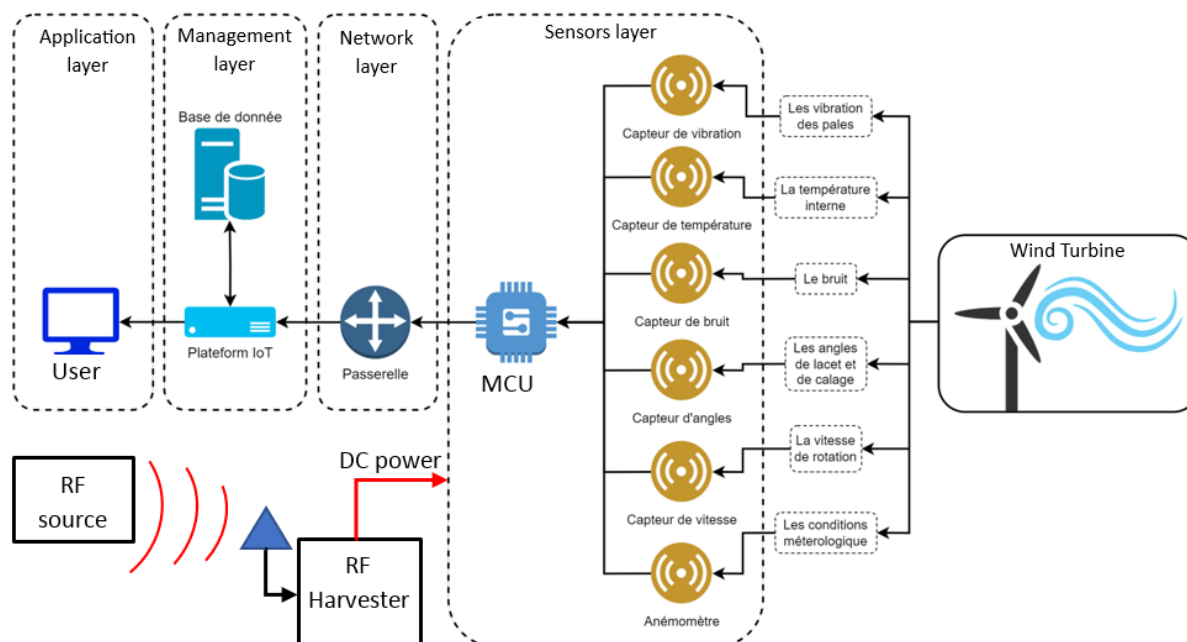 Application
layer
Management
layer
Network
layer
Sensors layer
Base de donnée
User
Plateform IoT
Passerelle
MCU
Capteur de vibration
Capteur de température
Capteur de bruit
Capteur d'angles
Capteur de vitesse
Anémomètre
Les vibration
des pales
La température
interne
Le bruit
Les angles
de lacet et
de calage
La vitesse
de rotation
Les conditions
méterologique
Wind Turbine
RF
source
DC power
RF
Harvester